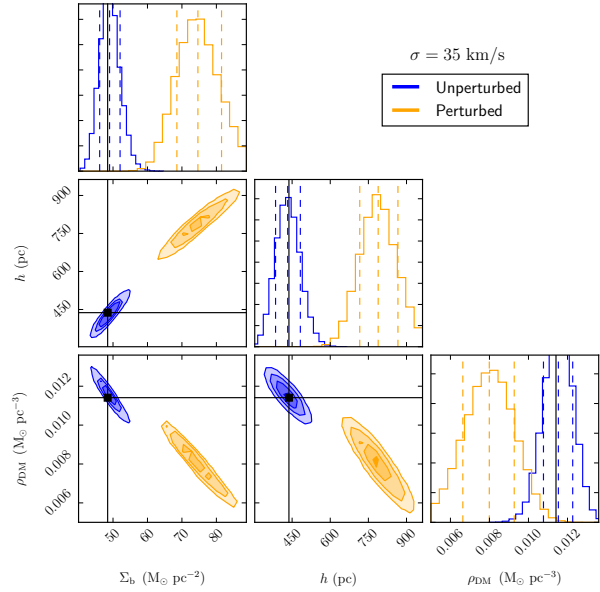 σ = 35 km/s
Unperturbed
Perturbed
900
750
600
450
h (pc)
0.012
0.010
0.008
0.006
ρDM (M⊙ pc−3)
50
60
70
80
Σb (M⊙ pc−2)
450
600
750
900
h (pc)
0.006
0.008
0.010
0.012
ρDM (M⊙ pc−3)